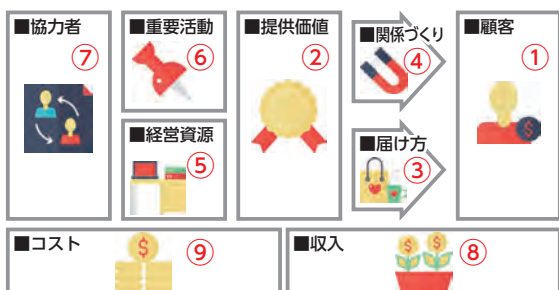 ■協力者
⑦
■重要活動
⑥
■経営資源
⑤
■提供価値
②
■関係づくり
④
■届け方
③
■顧客
①
$
■コスト
$
⑨
■収入
$ $
⑧